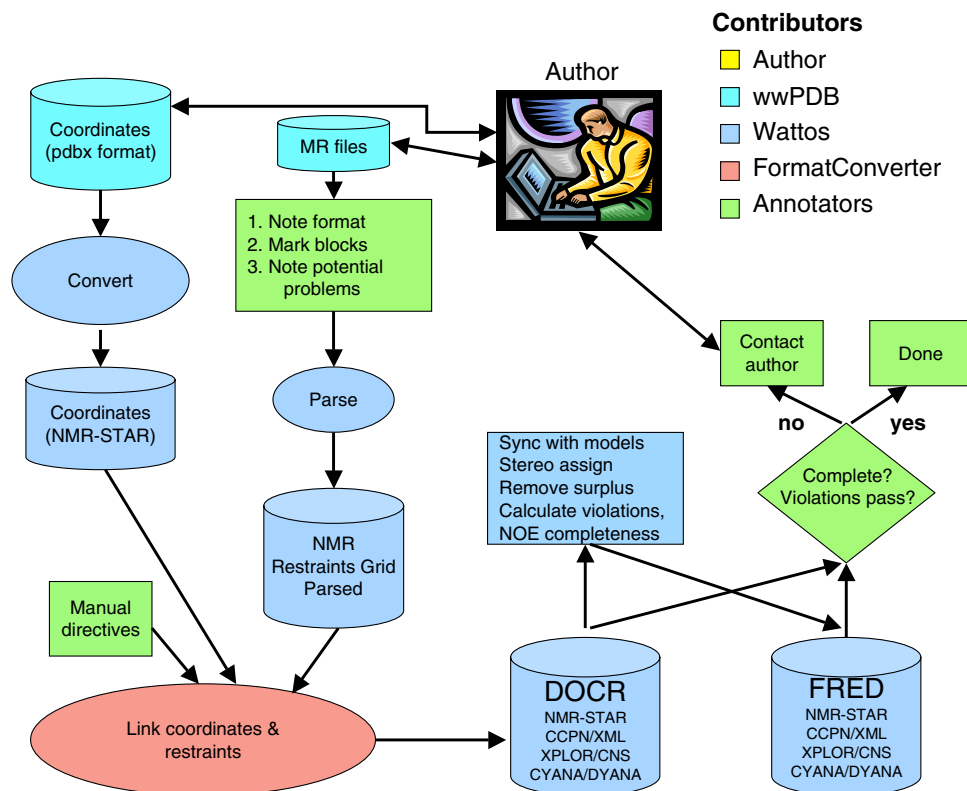 Contributors
Author
wwPDB
Wattos
FormatConverter
Annotators
Author
Coordinates
(pdbx format)
MR files
1. Note format
2. Mark blocks
3. Note potential
problems
Convert
Contact
author
Done
Coordinates
(NMR-STAR)
Parse
no
yes
Sync with models
Stereo assign
Remove surplus
Calculate violations,
NOE completeness
Complete?
Violations pass?
NMR
Restraints Grid
Parsed
Manual
directives
Link coordinates &
restraints
DOCR
NMR-STAR
CCPN/XML
XPLOR/CNS
CYANA/DYANA
FRED
NMR-STAR
CCPN/XML
XPLOR/CNS
CYANA/DYANA